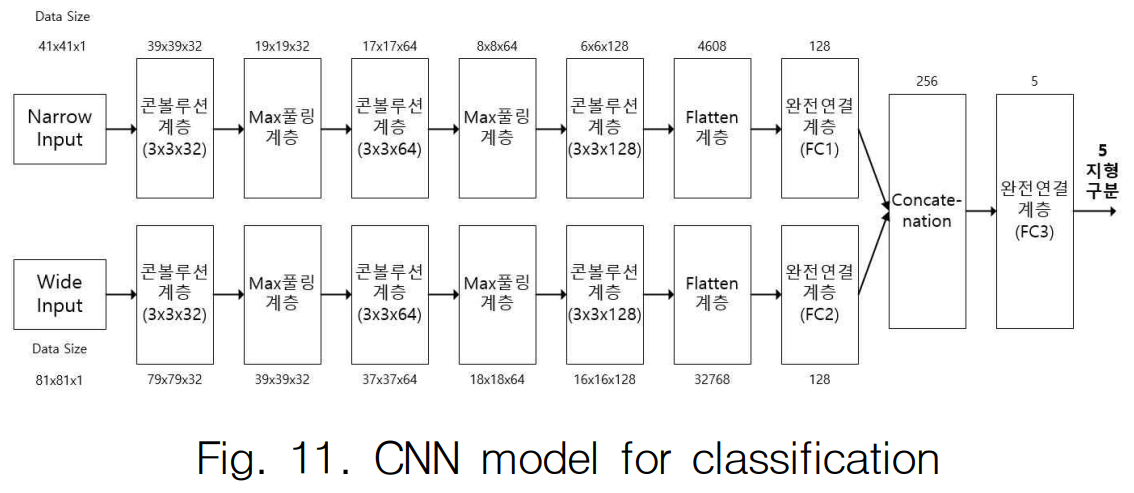 Data Size
41x41x1
39x39x32
19x19x32
17x17x64
8x8x64
6x6x128
4608
128
256
5
Narrow
Input
콘볼루션
계층
(3x3x32)
Max풀링
계층
콘볼루션
계층
(3x3x64)
Max풀링
계층
콘볼루션
계층
(3x3x128)
Flatten
계층
완전연결
계층
(FC1)
Concate-
nation
완전연결
계층
(FC3)
5
지형
구분
Wide
Input
콘볼루션
계층
(3x3x32)
Max풀링
계층
콘볼루션
계층
(3x3x64)
Max풀링
계층
콘볼루션
계층
(3x3x128)
Flatten
계층
완전연결
계층
(FC2)
Data Size
81x81x1
79x79x32
39x39x32
37x37x64
18x18x64
16x16x128
32768
128
Fig. 11. CNN model for classification